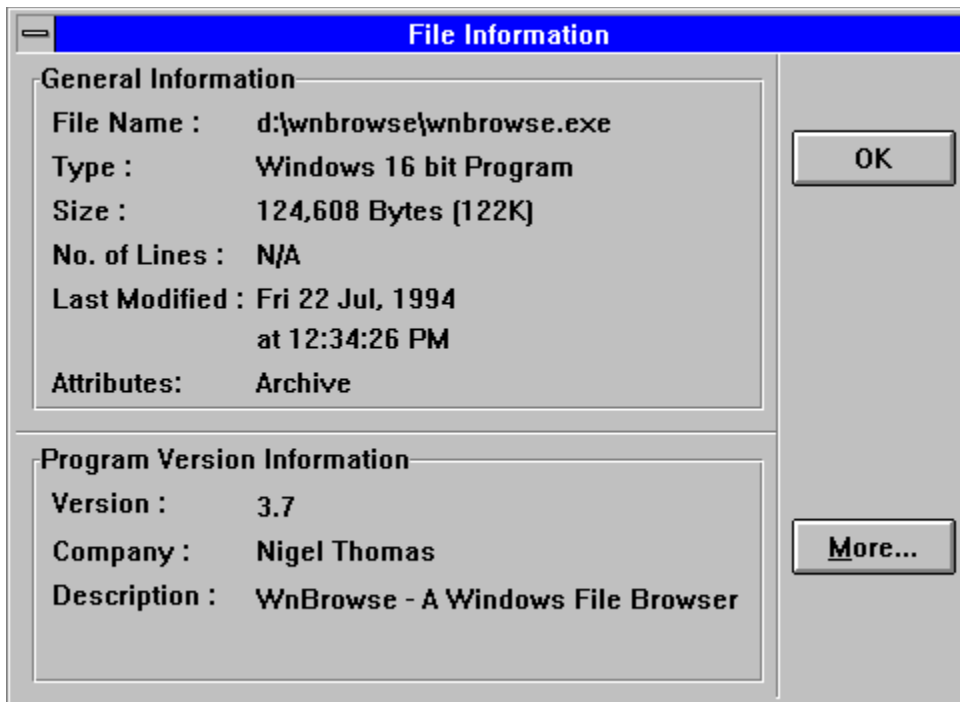 File Information
General Information
File Name : d:\wnbrowse\wnbrowse.exe
Type : Windows 16 bit Program
Size : 124,608 Bytes (122K)
No. of Lines : N/A
Last Modified : Fri 22 Jul, 1994
at 12:34:26 PM
Attributes: Archive
OK
Program Version Information
Version : 3.7
Company : Nigel Thomas
Description : WnBrowse - A Windows File Browser
More...